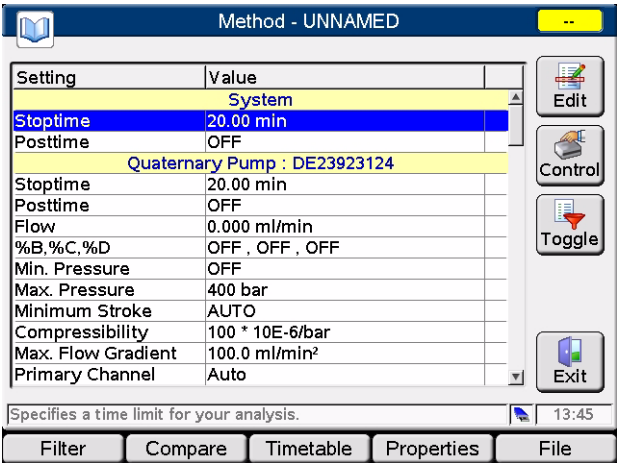 Method - UNNAMED
--
Setting Value
System
Stoptime 20.00 min
Posttime OFF
Quaternary Pump : DE23923124
Stoptime 20.00 min
Posttime OFF
Flow 0.000 ml/min
%B,%C,%D OFF , OFF , OFF
Min. Pressure OFF
Max. Pressure 400 bar
Minimum Stroke AUTO
Compressibility 100 * 10E-6/bar
Max. Flow Gradient 100.0 ml/min²
Primary Channel Auto
Edit
Control
Toggle
Exit
Specifies a time limit for your analysis.
13:45
Filter Compare Timetable Properties File